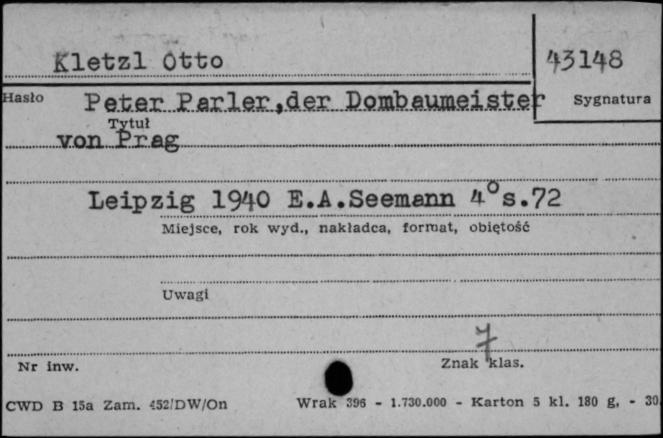 Kletzl Otto
43148
Hasło
Peter Parler,der Dombaumeister
Sygnatura
Tytuł
von Prag
Leipzig 1940 E.A.Seemann 4° s.72
Miejsce, rok wyd., nakładca, format, objętość
Uwagi
7
Nr inw.
Znak klas.
CWD B 15a Zam. 452/DW/On Wrak 396 - 1.730.000 - Karton 5 kl. 180 g, - 30